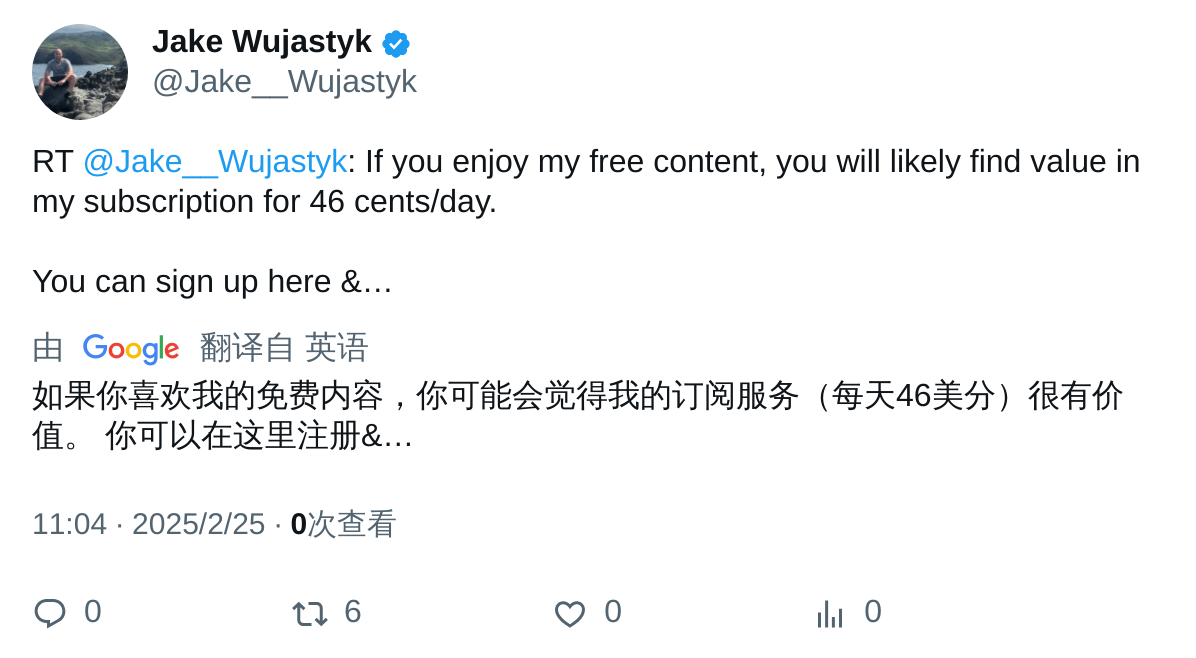 Jake Wujastyk
@Jake__Wujastyk
RT @Jake__Wujastyk: If you enjoy my free content, you will likely find value in
my subscription for 46 cents/day.
You can sign up here &…
由 Google 翻译自 英语
如果你喜欢我的免费内容，你可能会觉得我的订阅服务（每天46美分）很有价
值。 你可以在这里注册&…
11:04 · 2025/2/25 · 0次查看
0 6 0 0